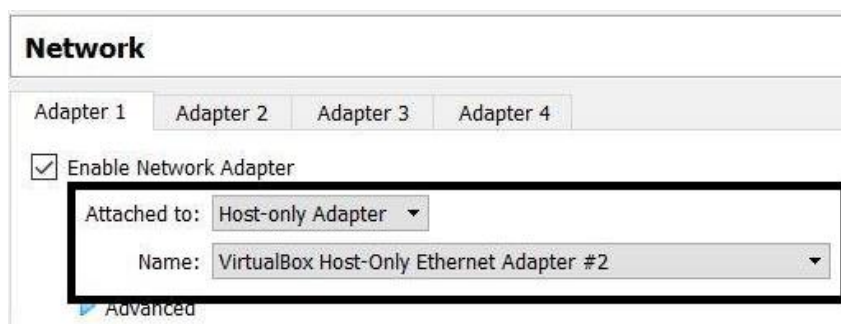 Network
Adapter 1 Adapter 2 Adapter 3 Adapter 4
Enable Network Adapter
Attached to: Host-only Adapter
Name: VirtualBox Host-Only Ethernet Adapter #2
Advanced